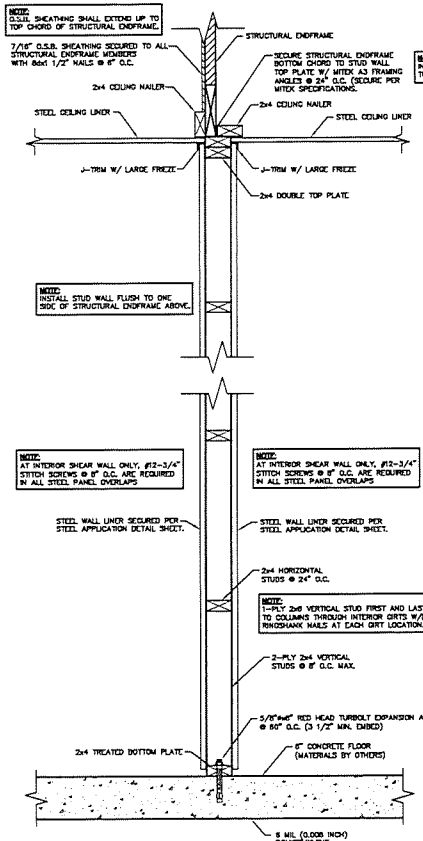 NOTE:
O.S.B. SHEATHING SHALL EXTEND UP TO
TOP CHORD OF STRUCTURAL ENDFRAME.
7/16" O.S.B. SHEATHING SECURED TO ALL
STRUCTURAL ENDFRAME MEMBERS
WITH 8dx1 1/2" NAILS @ 6" O.C.
STRUCTURAL ENDFRAME
SECURE STRUCTURAL ENDFRAME
BOTTOM CHORD TO STUD WALL
TOP PLATE W/ MITEK A3 FRAMING
ANGLES @ 24" O.C. (SECURE PER
MITEK SPECIFICATIONS.
2x4 CEILING NAILER
2x4 CEILING NAILER
STEEL CEILING LINER
STEEL CEILING LINER
J-TRIM W/ LARGE FRIEZE
J-TRIM W/ LARGE FRIEZE
2x4 DOUBLE TOP PLATE
NOTE:
INSTALL STUD WALL FLUSH TO ONE
SIDE OF STRUCTURAL ENDFRAME ABOVE.
NOTE:
AT INTERIOR SHEAR WALL ONLY, #12-3/4"
STITCH SCREWS @ 8" O.C. ARE REQUIRED
IN ALL STEEL PANEL OVERLAPS
NOTE:
AT INTERIOR SHEAR WALL ONLY, #12-3/4"
STITCH SCREWS @ 8" O.C. ARE REQUIRED
IN ALL STEEL PANEL OVERLAPS
STEEL WALL LINER SECURED PER
STEEL APPLICATION DETAIL SHEET.
STEEL WALL LINER SECURED PER
STEEL APPLICATION DETAIL SHEET.
2x4 HORIZONTAL
STUDS @ 24" O.C.
NOTE:
1-PLY 2x6 VERTICAL STUD FIRST AND LAST
TO COLUMNS THROUGH INTERIOR GIRTS W/
RINGSHANK NAILS AT EACH GIRT LOCATION.
2-PLY 2x4 VERTICAL
STUDS @ 8' O.C. MAX.
5/8"x6" RED HEAD TRUBOLT EXPANSION A
@ 60" O.C. (3 1/2" MIN. EMBED)
2x4 TREATED BOTTOM PLATE
6" CONCRETE FLOOR
(MATERIALS BY OTHERS)
6 MIL (0.006 INCH)